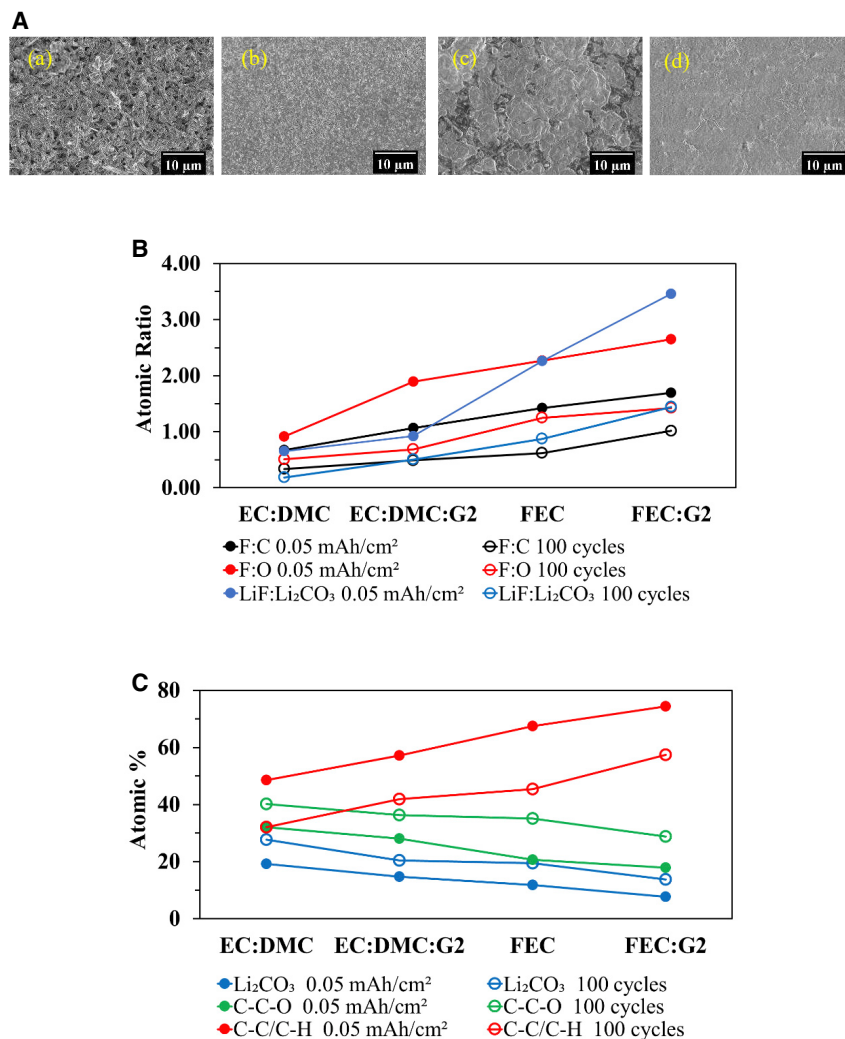 A
(a) (b) (c) (d)
10 µm 10 µm 10 µm 10 µm
B
4.00
3.00
2.00
1.00
0.00
Atomic Ratio
EC:DMC EC:DMC:G2 FEC FEC:G2
F:C 0.05 mAh/cm² F:C 100 cycles
F:O 0.05 mAh/cm² F:O 100 cycles
LiF:Li₂CO₃ 0.05 mAh/cm² LiF:Li₂CO₃ 100 cycles
C
80
60
40
20
0
Atomic %
EC:DMC EC:DMC:G2 FEC FEC:G2
Li₂CO₃ 0.05 mAh/cm² Li₂CO₃ 100 cycles
C-C-O 0.05 mAh/cm² C-C-O 100 cycles
C-C/C-H 0.05 mAh/cm² C-C/C-H 100 cycles